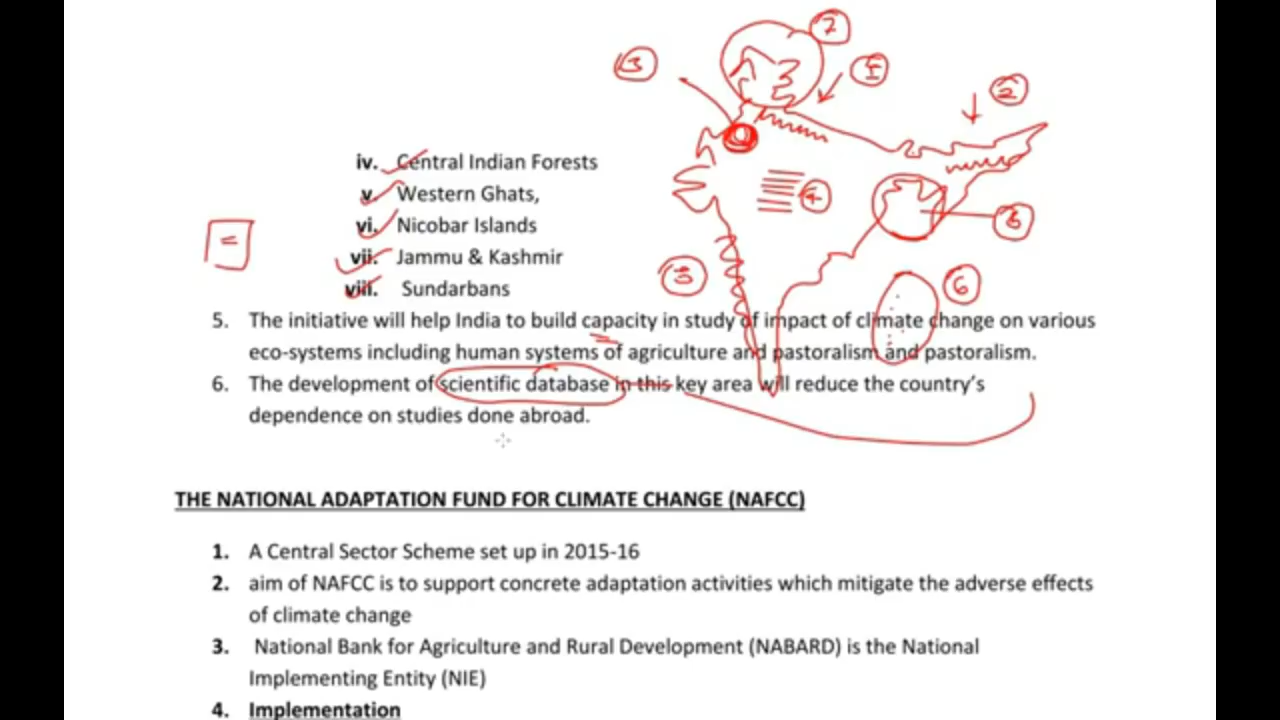 7
3
1
2
iv. Central Indian Forests
v. Western Ghats,
4
vi. Nicobar Islands
8
=
vii. Jammu & Kashmir
3
viii. Sundarbans
6
5. The initiative will help India to build capacity in study of impact of climate change on various
eco-systems including human systems of agriculture and pastoralism and pastoralism.
6. The development of scientific database in this key area will reduce the country's
dependence on studies done abroad.
THE NATIONAL ADAPTATION FUND FOR CLIMATE CHANGE (NAFCC)
1. A Central Sector Scheme set up in 2015-16
2. aim of NAFCC is to support concrete adaptation activities which mitigate the adverse effects
of climate change
3. National Bank for Agriculture and Rural Development (NABARD) is the National
Implementing Entity (NIE)
4. Implementation